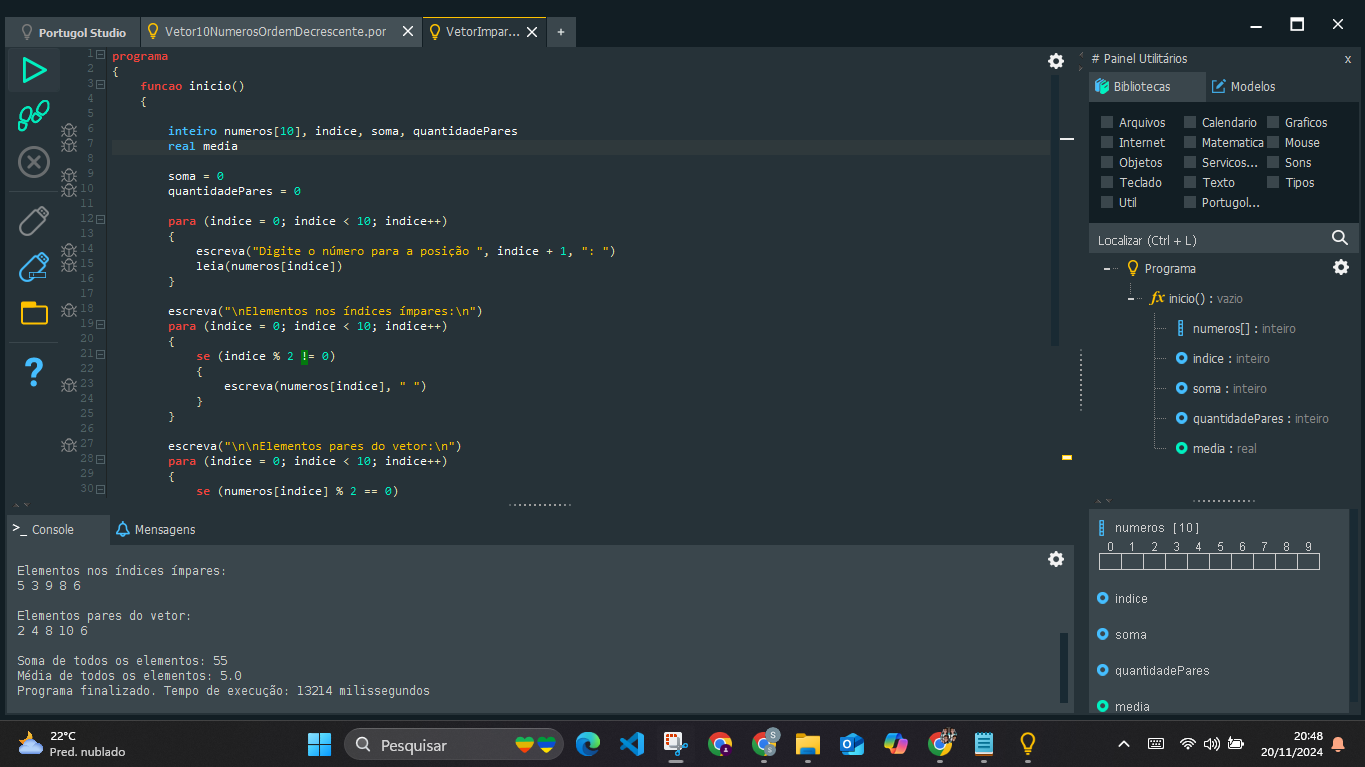 Portugol Studio
Vetor10NumerosOrdemDecrescente.por
VetorImpar...
+
1 programa
2 {
3 funcao inicio()
4 {
5
6 inteiro numeros[10], indice, soma, quantidadePares
7 real media
8
9 soma = 0
10 quantidadePares = 0
11
12 para (indice = 0; indice < 10; indice++)
13 {
14 escreva("Digite o número para a posição ", indice + 1, ": ")
15 leia(numeros[indice])
16 }
17
18 escreva("\nElementos nos índices ímpares:\n")
19 para (indice = 0; indice < 10; indice++)
20 {
21 se (indice % 2 != 0)
22 {
23 escreva(numeros[indice], " ")
24 }
25 }
26
27 escreva("\n\nElementos pares do vetor:\n")
28 para (indice = 0; indice < 10; indice++)
29 {
30 se (numeros[indice] % 2 == 0)
>_ Console
Mensagens
Elementos nos índices ímpares:
5 3 9 8 6
Elementos pares do vetor:
2 4 8 10 6
Soma de todos os elementos: 55
Média de todos os elementos: 5.0
Programa finalizado. Tempo de execução: 13214 milissegundos
# Painel Utilitários
x
Bibliotecas
Modelos
Arquivos Calendario Graficos
Internet Matematica Mouse
Objetos Servicos... Sons
Teclado Texto Tipos
Util Portugol...
Localizar (Ctrl + L)
Programa
fx inicio() : vazio
numeros[] : inteiro
indice : inteiro
soma : inteiro
quantidadePares : inteiro
media : real
numeros [10]
0 1 2 3 4 5 6 7 8 9
indice
soma
quantidadePares
media
22°C
Pred. nublado
Pesquisar
S
20:48
20/11/2024